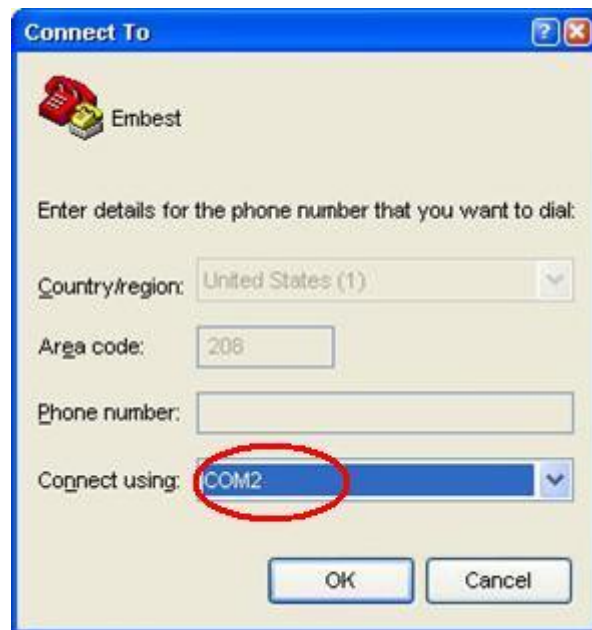 Connect To
Embest
Enter details for the phone number that you want to dial:
Country/region: United States (1)
Area code: 208
Phone number:
Connect using: COM2
OK Cancel